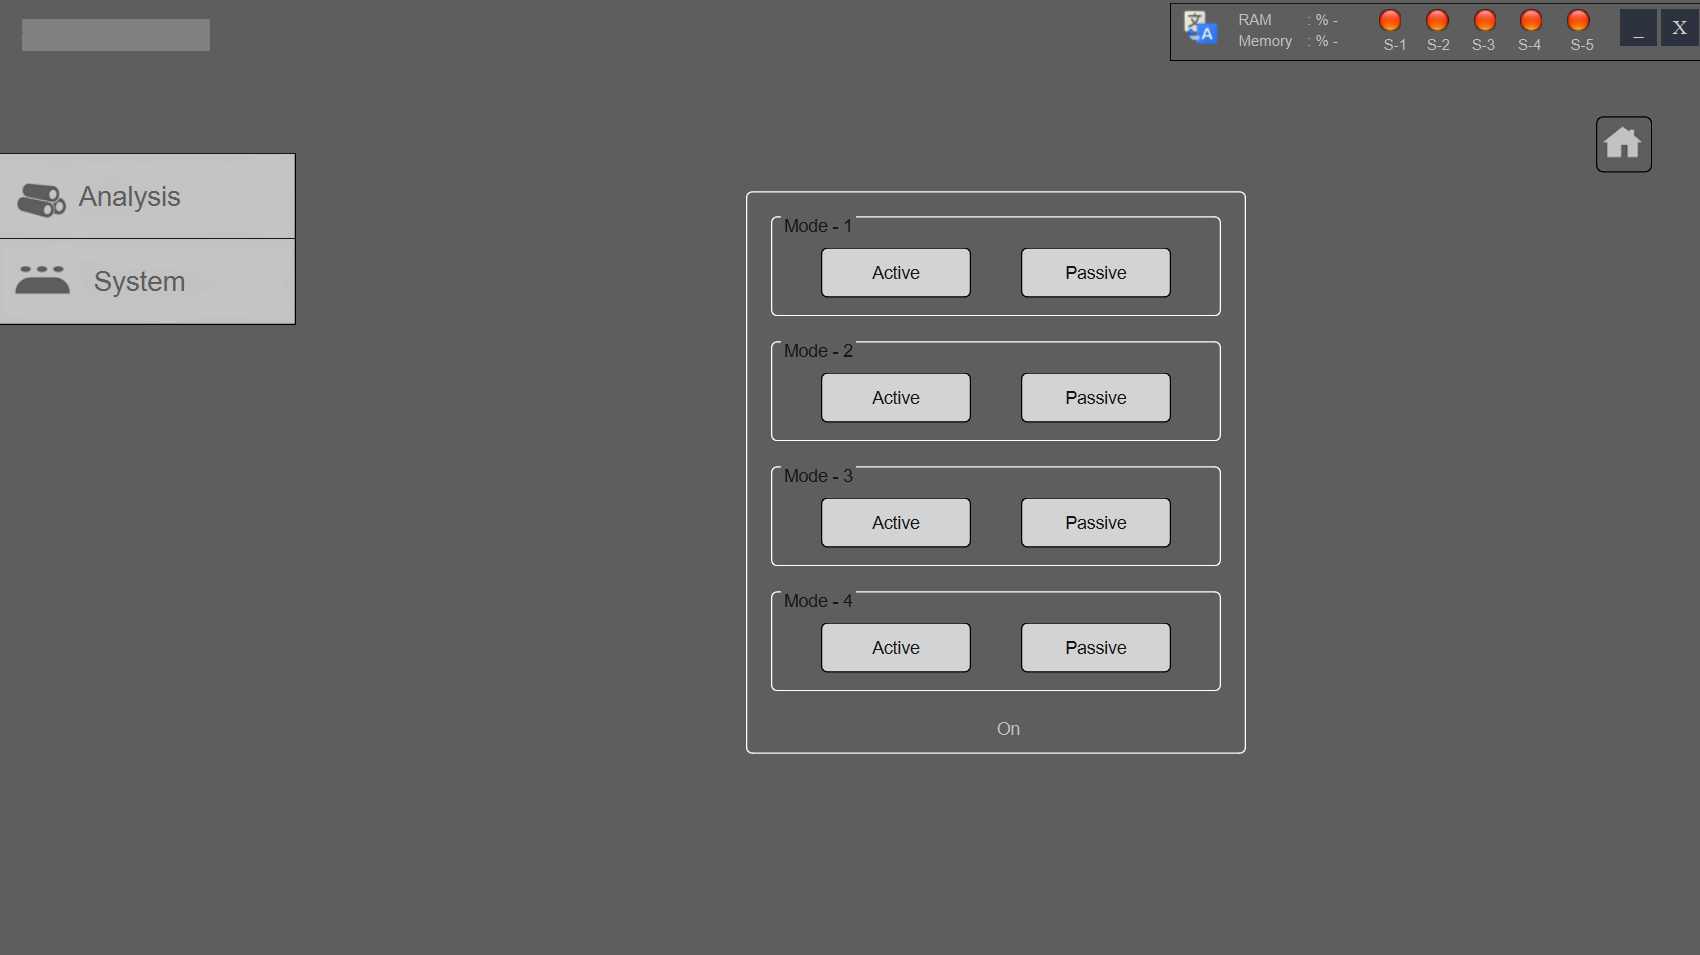 RAM : % -
Memory : % -
S-1 S-2 S-3 S-4 S-5
_ X
文
A
Analysis
System
Mode - 1
Active Passive
Mode - 2
Active Passive
Mode - 3
Active Passive
Mode - 4
Active Passive
On